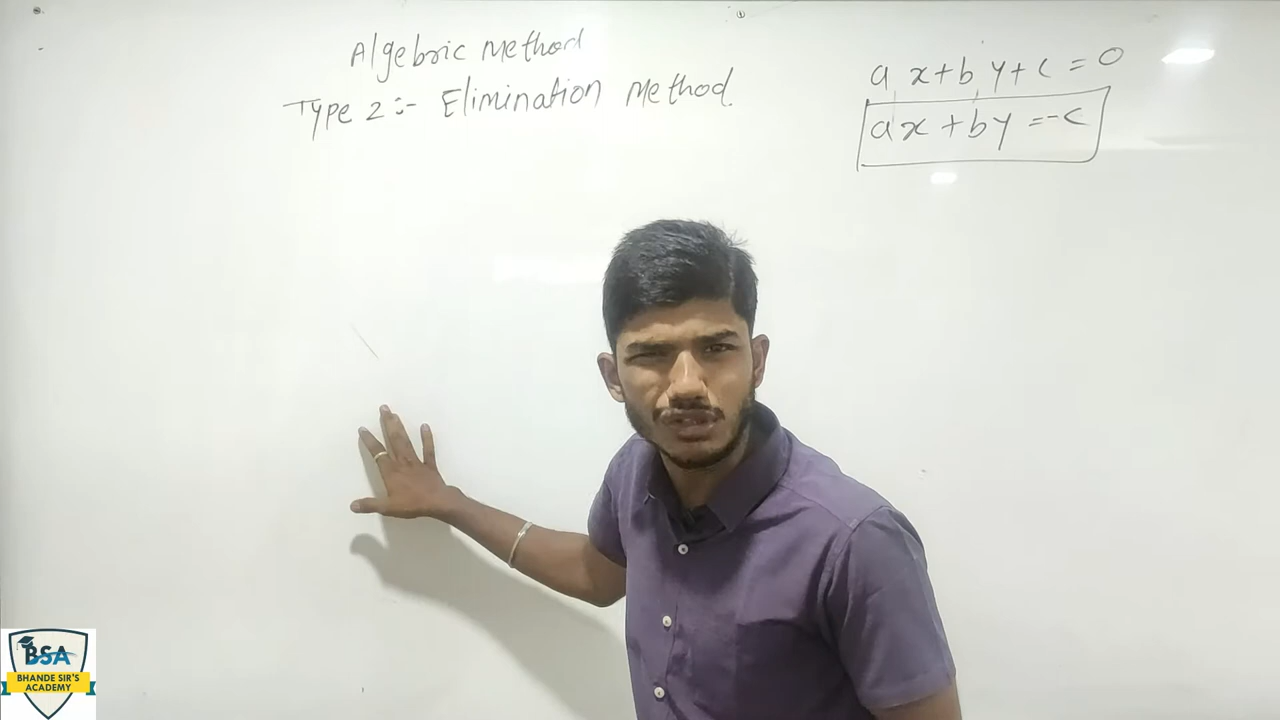 Algebric Method
Type 2:- Elimination Method.
a x + b y + c = 0
ax + by = -c
BSA
BHANDE SIR'S
ACADEMY